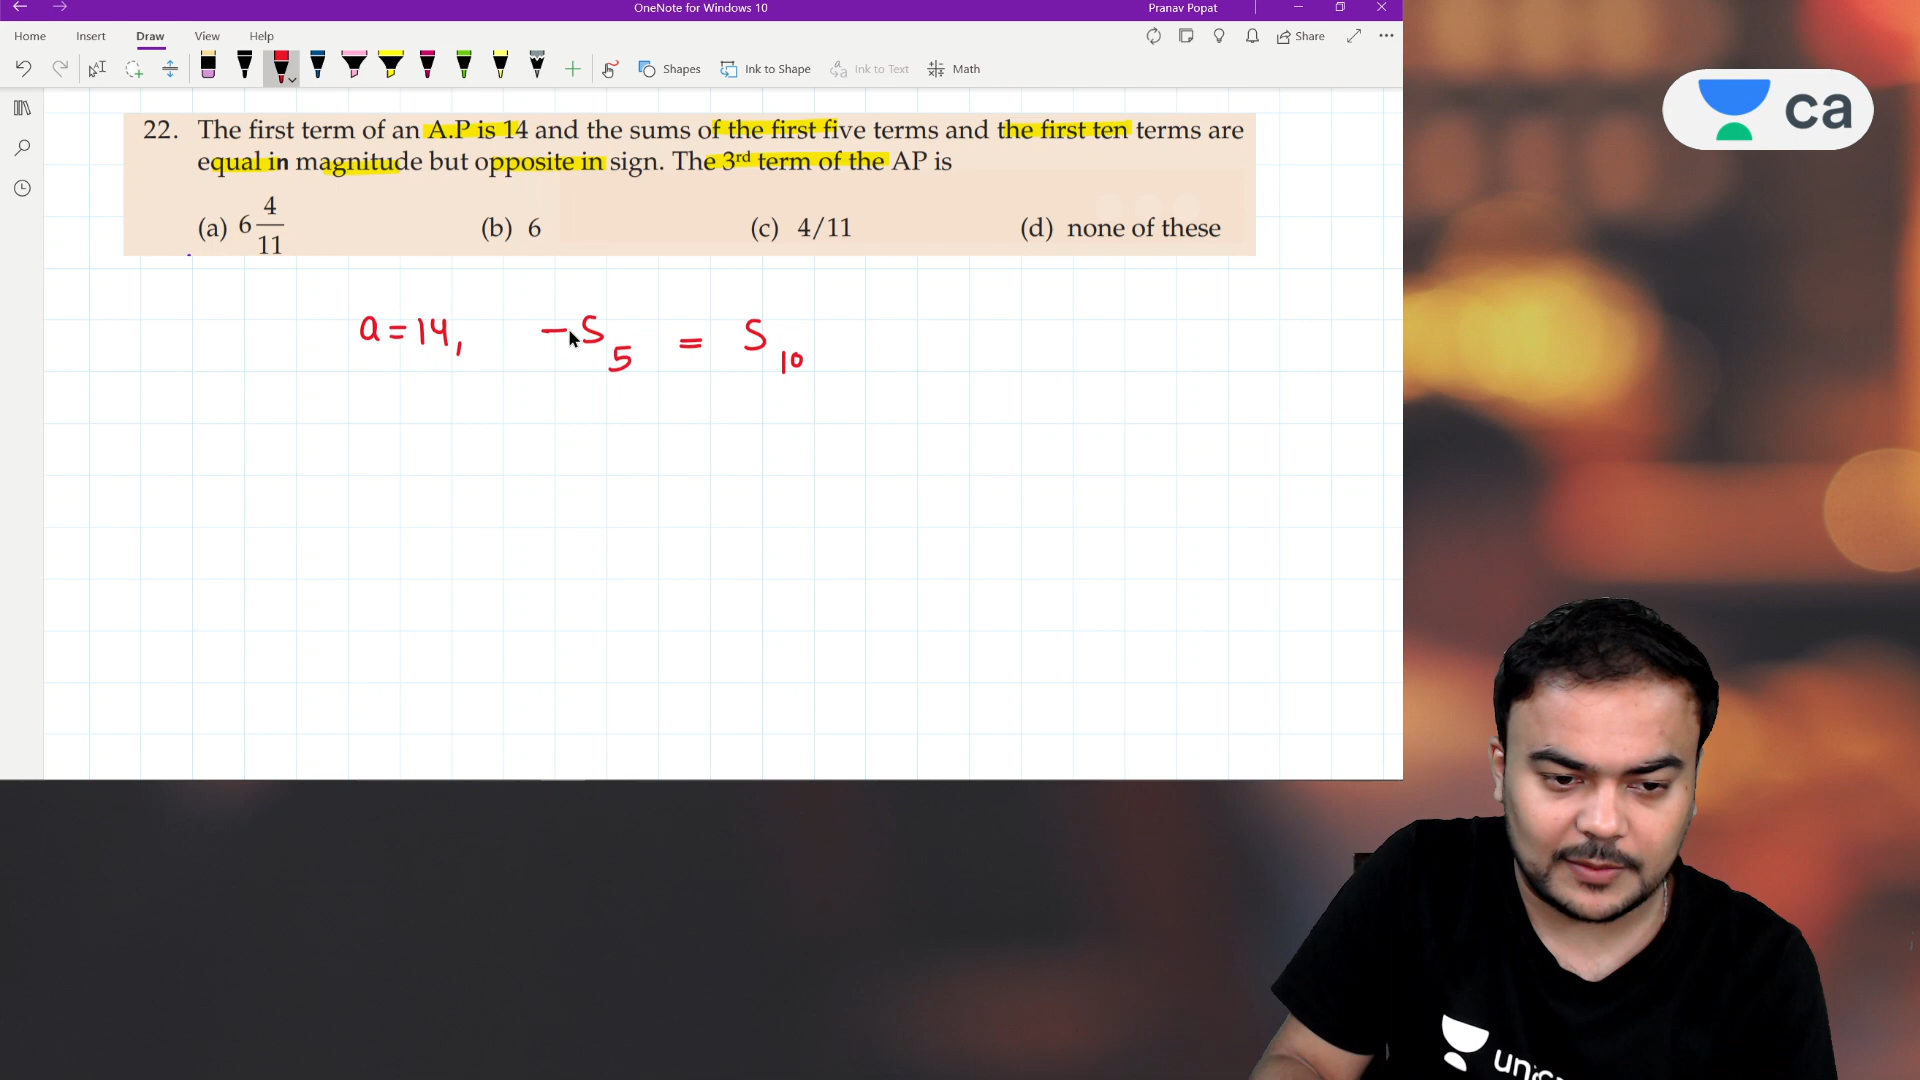 OneNote for Windows 10
Pranav Popat
Home Insert Draw View Help
Share
Shapes Ink to Shape Ink to Text Math
ca
22. The first term of an A.P is 14 and the sums of the first five terms and the first ten terms are
equal in magnitude but opposite in sign. The 3rd term of the AP is
(a) 6 4/11 (b) 6 (c) 4/11 (d) none of these
a = 14, -S5 = S10